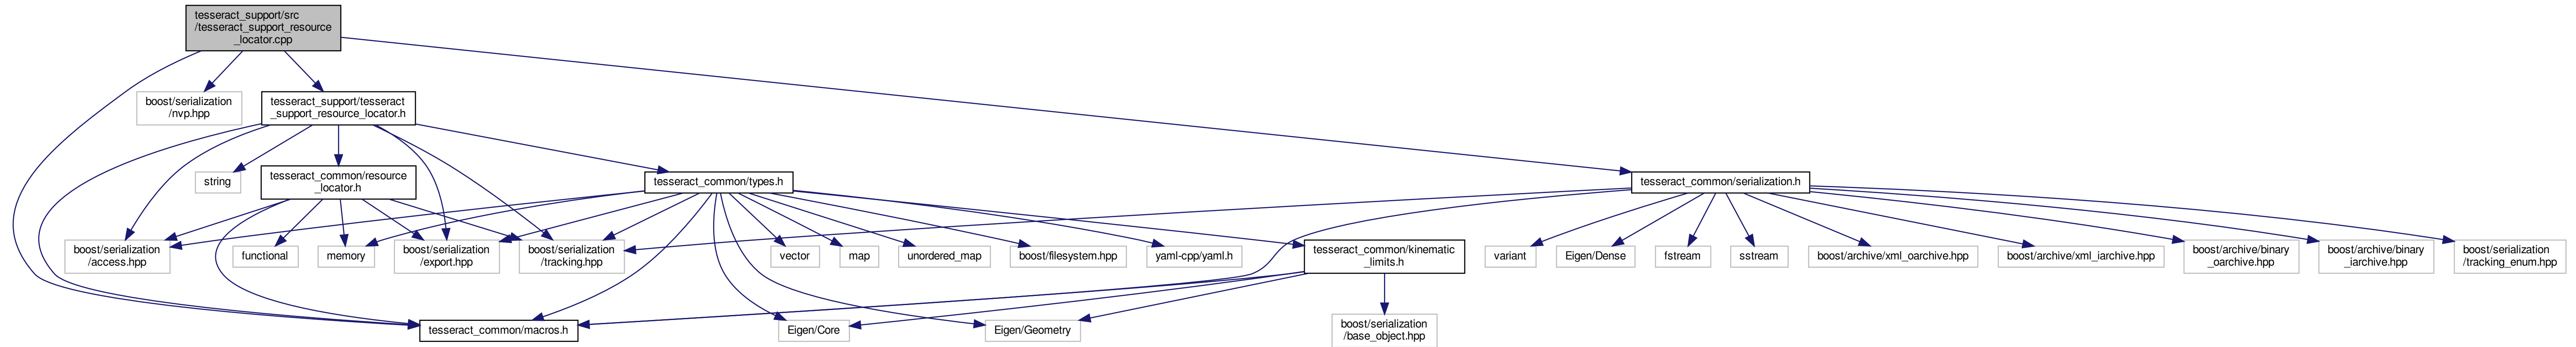 tesseract_support/src
/tesseract_support_resource
_locator.cpp
boost/serialization
/nvp.hpp
tesseract_support/tesseract
_support_resource_locator.h
string
tesseract_common/resource
_locator.h
tesseract_common/types.h
tesseract_common/serialization.h
boost/serialization
/access.hpp
functional
memory
boost/serialization
/export.hpp
boost/serialization
/tracking.hpp
vector
map
unordered_map
boost/filesystem.hpp
yaml-cpp/yaml.h
tesseract_common/kinematic
_limits.h
variant
Eigen/Dense
fstream
sstream
boost/archive/xml_oarchive.hpp
boost/archive/xml_iarchive.hpp
boost/archive/binary
_oarchive.hpp
boost/archive/binary
_iarchive.hpp
boost/serialization
/tracking_enum.hpp
tesseract_common/macros.h
Eigen/Core
Eigen/Geometry
boost/serialization
/base_object.hpp